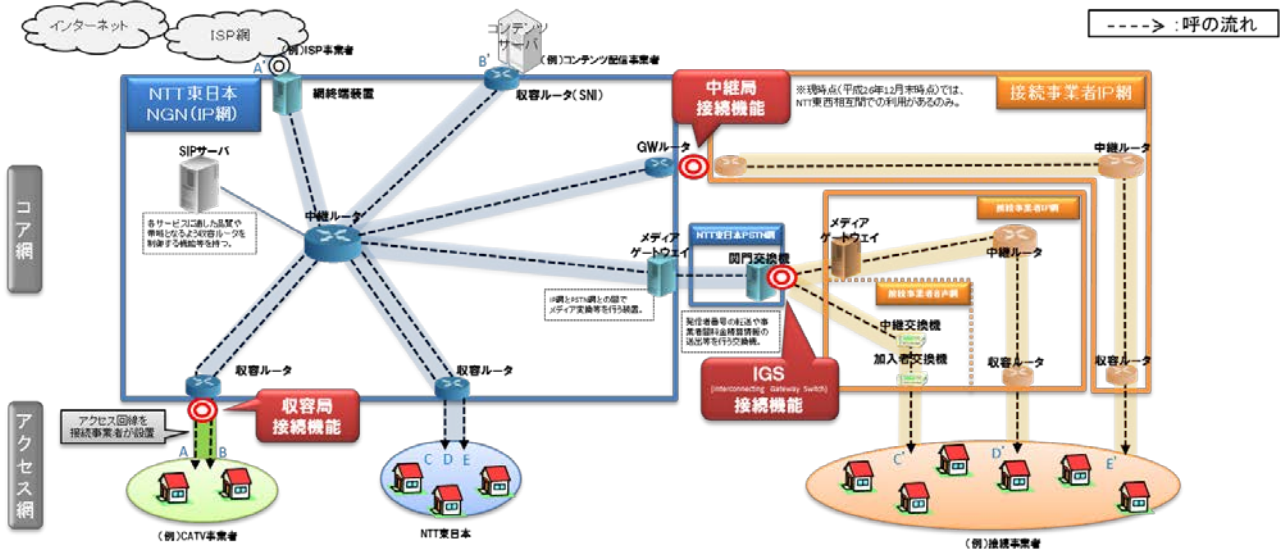 インターネット
ISP網
(例)ISP事業者
A'
網終端装置
コンテンツ
サーバ
B'
(例)コンテンツ配信事業者
収容ルータ(SNI)
---->:呼の流れ
NTT東日本
NGN(IP網)
中継局
接続機能
※現時点(平成26年12月末時点)では、
NTT東西相互間での利用があるのみ。
接続事業者IP網
SIPサーバ
GWルータ
中継ルータ
各サービスに適した品質や
帯域となるよう収容ルータを
制御する機能等を持つ。
中継ルータ
コア網
メディア
ゲートウェイ
NTT東日本PSTN網
関門交換機
メディア
ゲートウェイ
接続事業者IP網
中継ルータ
IP網とPSTN網との間で
メディア変換等を行う装置。
発信者番号の転送や事
業者間料金精算情報の
送出等を行う交換機。
中継交換機
加入者交換機
収容ルータ
収容ルータ
収容ルータ
収容ルータ
IGS
(Interconnecting Gateway Switch)
接続機能
収容局
接続機能
アクセス回線を
接続事業者が設置
アクセス網
A
B
C D E
C'
D'
E'
(例)CATV事業者
NTT東日本
(例)接続事業者